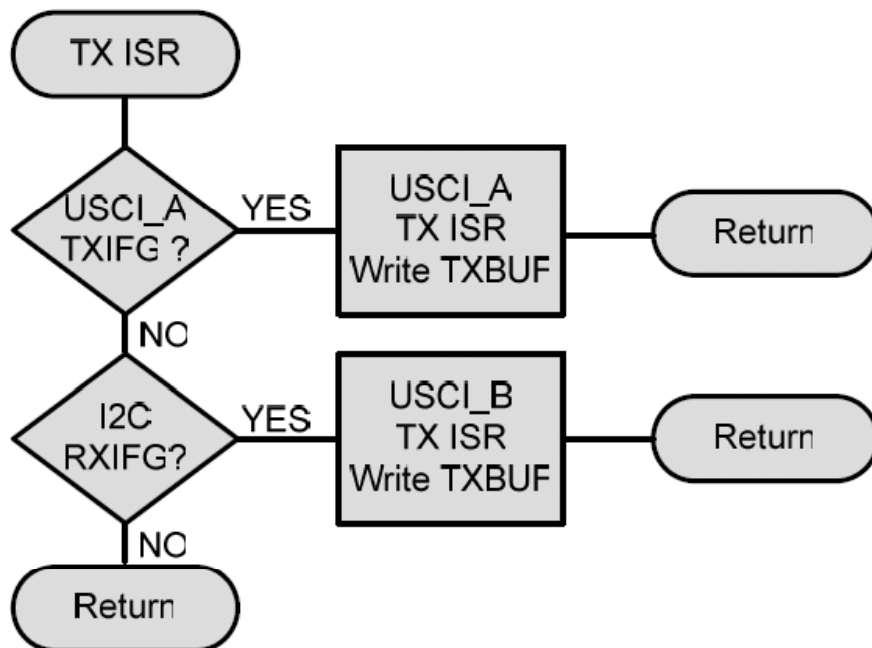 TX ISR
USCI_A
TXIFG ?
YES
USCI_A
TX ISR
Write TXBUF
Return
NO
I2C
RXIFG?
YES
USCI_B
TX ISR
Write TXBUF
Return
NO
Return